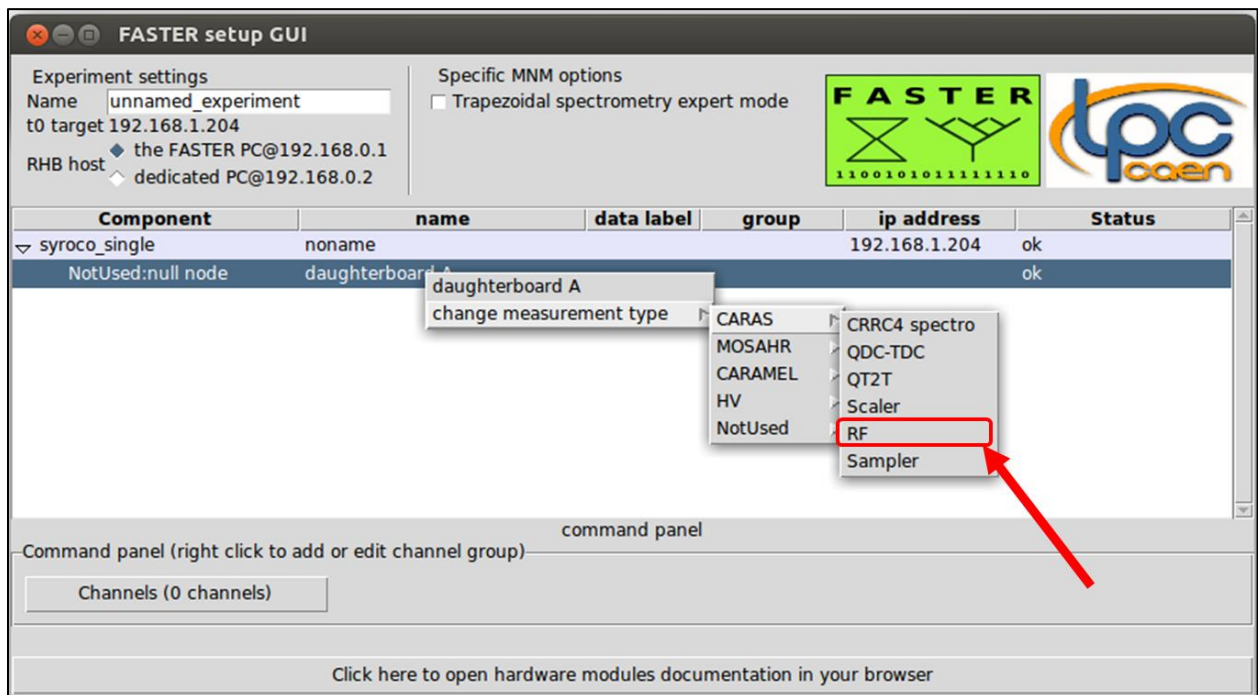 FASTER setup GUI
Experiment settings
Name unnamed_experiment
t0 target 192.168.1.204
RHB host
the FASTER PC@192.168.0.1
dedicated PC@192.168.0.2
Specific MNM options
Trapezoidal spectrometry expert mode
FASTER
1100101011111110
lpc
caen
Component name data label group ip address Status
syroco_single noname 192.168.1.204 ok
NotUsed:null node daughterboard A ok
daughterboard A
change measurement type
CARAS
MOSAHR
CARAMEL
HV
NotUsed
CRRC4 spectro
QDC-TDC
QT2T
Scaler
RF
Sampler
command panel
Command panel (right click to add or edit channel group)
Channels (0 channels)
Click here to open hardware modules documentation in your browser